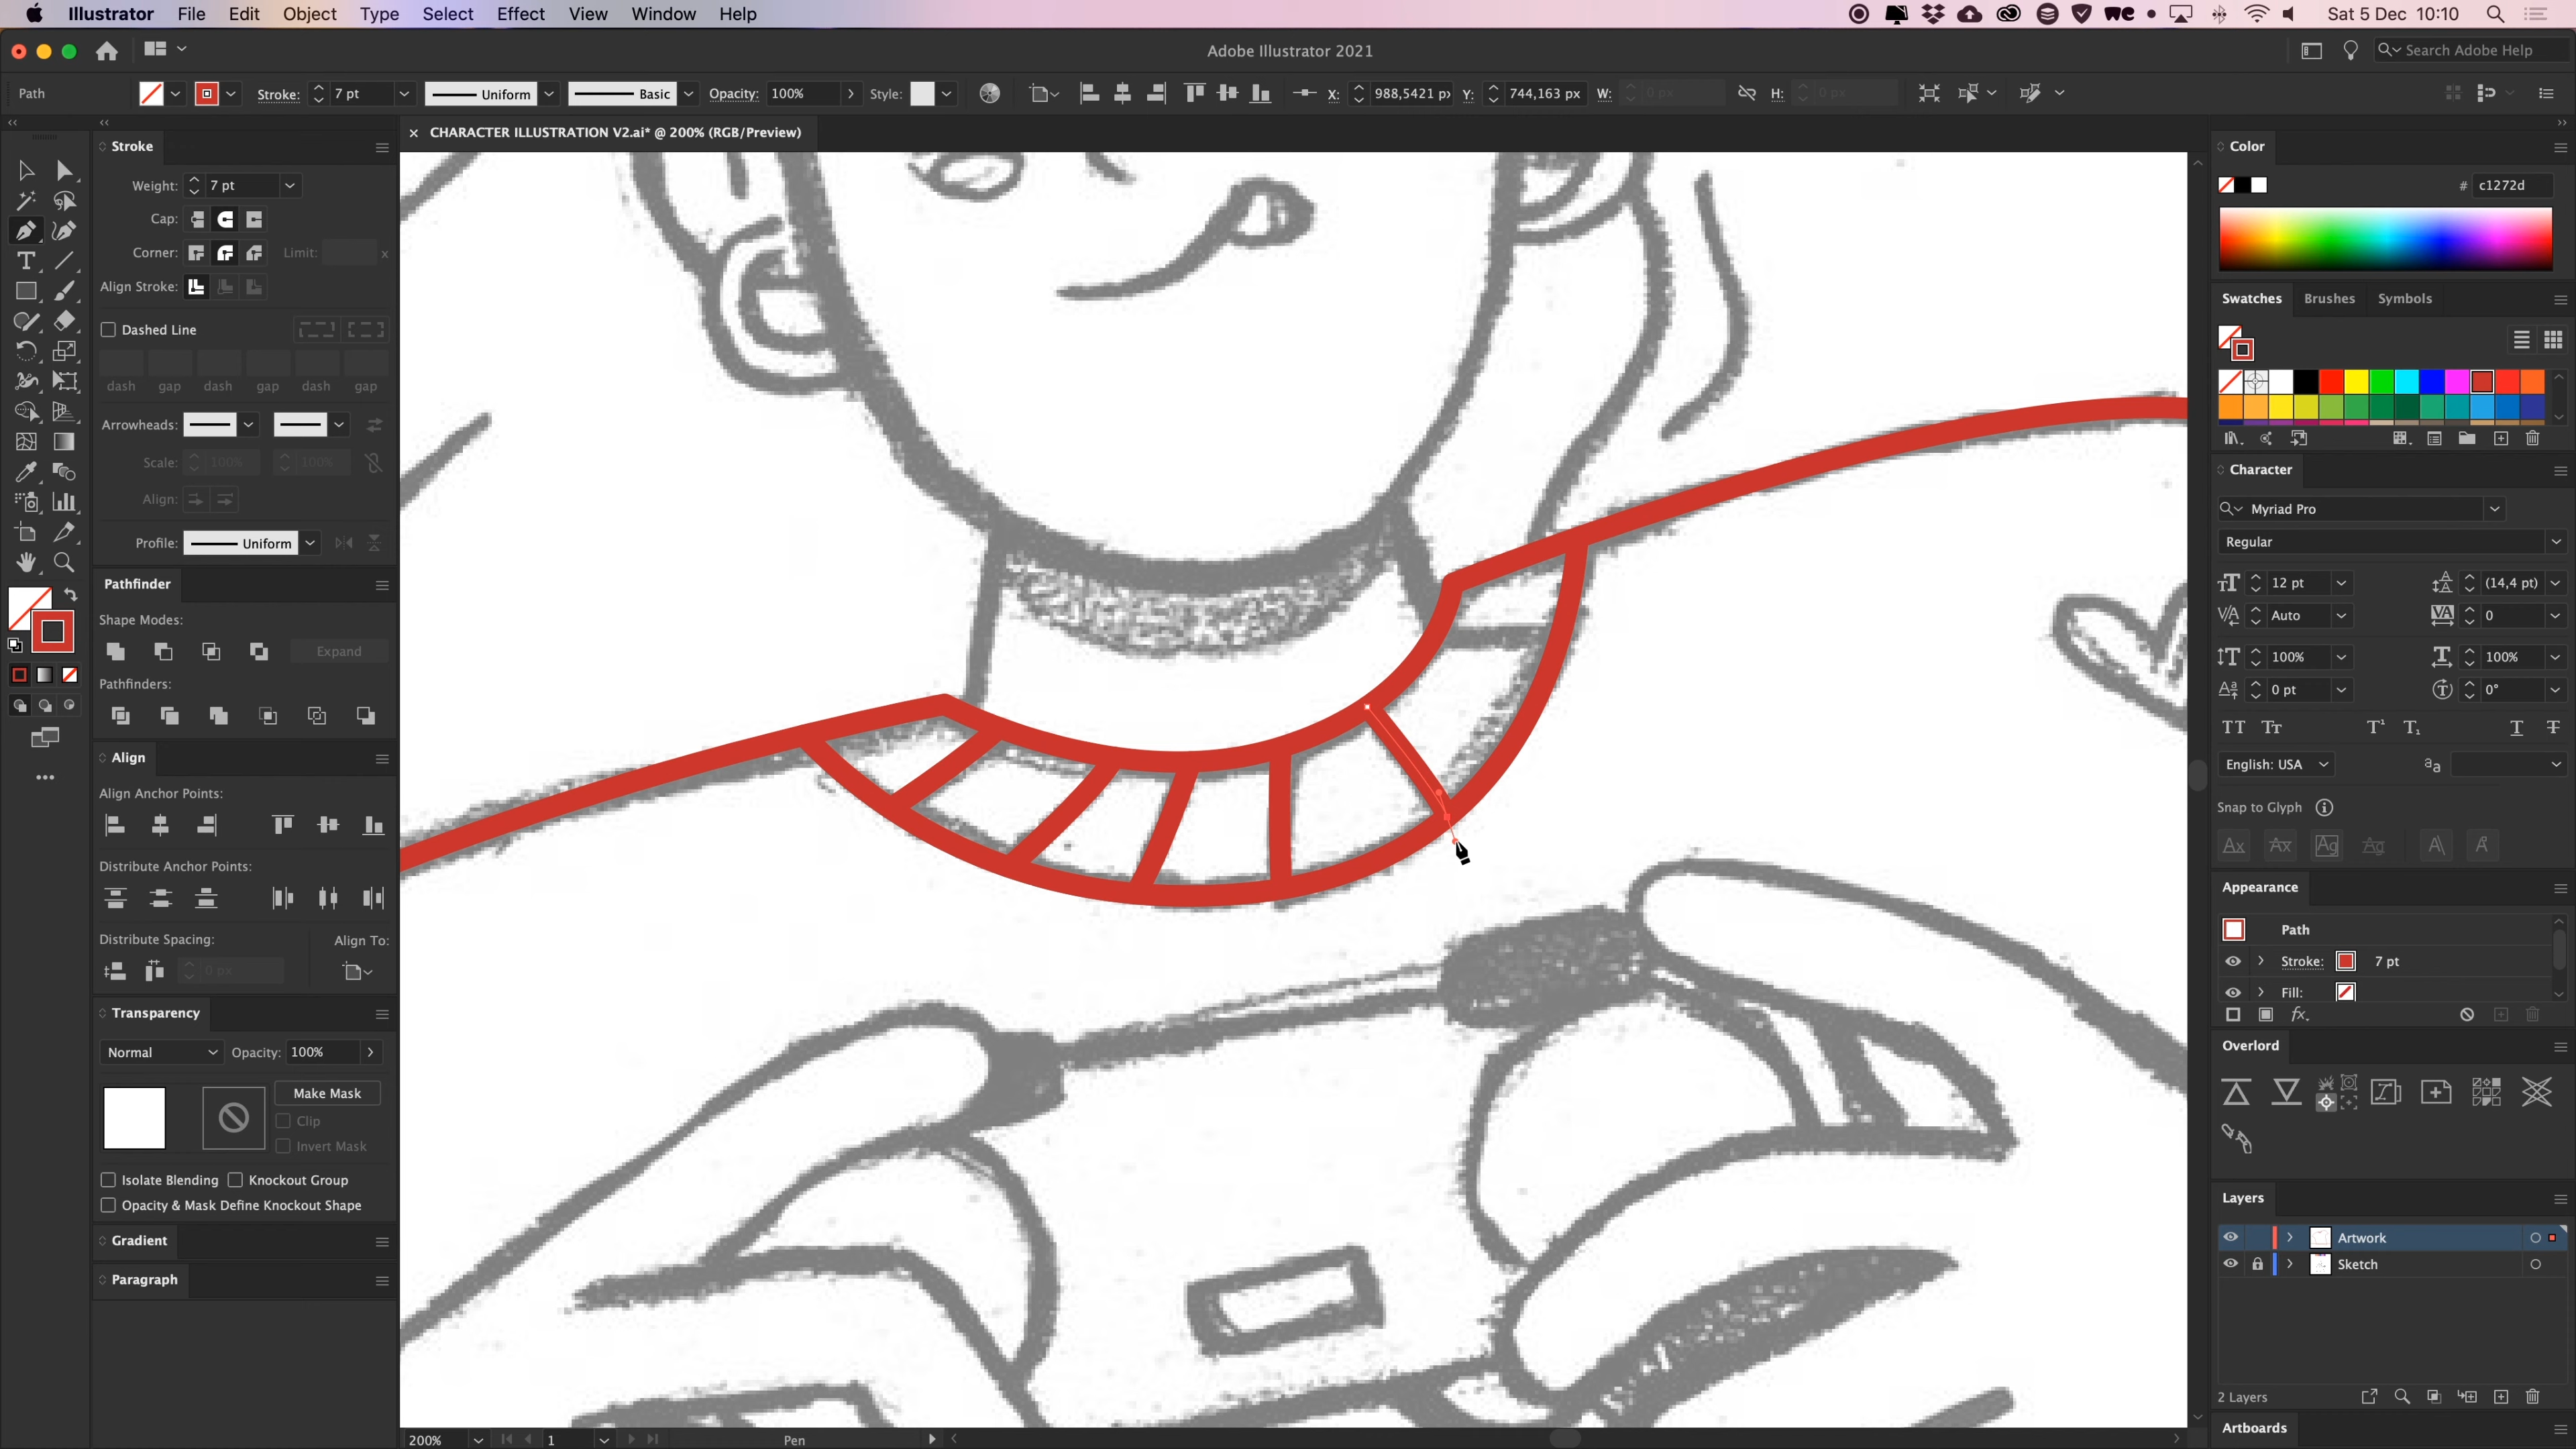 Illustrator File Edit Object Type Select Effect View Window Help Sat 5 Dec 10:10
Adobe Illustrator 2021 Search Adobe Help
Path Stroke: 7 pt Uniform Basic Opacity: 100% Style: X: 988,5421 px Y: 744,163 px W: 0 px H: 0 px
CHARACTER ILLUSTRATION V2.ai* @ 200% (RGB/Preview)
Stroke
Weight: 7 pt
Cap:
Corner: Limit: x
Align Stroke:
Dashed Line
dash gap dash gap dash gap
Arrowheads:
Scale: 100% 100%
Align:
Profile: Uniform
Pathfinder
Shape Modes:
Expand
Pathfinders:
Align
Align Anchor Points:
Distribute Anchor Points:
Distribute Spacing: Align To:
0 px
Transparency
Normal Opacity: 100%
Make Mask
Clip
Invert Mask
Isolate Blending Knockout Group
Opacity & Mask Define Knockout Shape
Gradient
Paragraph
200% 1 Pen
Color
# c1272d
Swatches Brushes Symbols
Character
Myriad Pro
Regular
12 pt (14,4 pt)
Auto 0
100% 100%
0 pt 0°
English: USA
Snap to Glyph
Appearance
Path
Stroke: 7 pt
Fill:
Overlord
Layers
Artwork
Sketch
2 Layers
Artboards